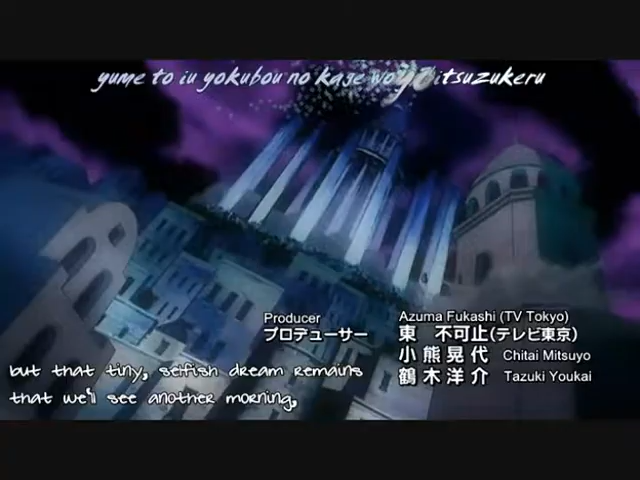 yume to iu yokubou no kage wo itsuzukeru
Producer
プロデューサー
Azuma Fukashi (TV Tokyo)
東 不可止(テレビ東京)
小熊晃代 Chitai Mitsuyo
鶴木洋介 Tazuki Youkai
but that tiny, selfish dream remains
that we'll see another morning,